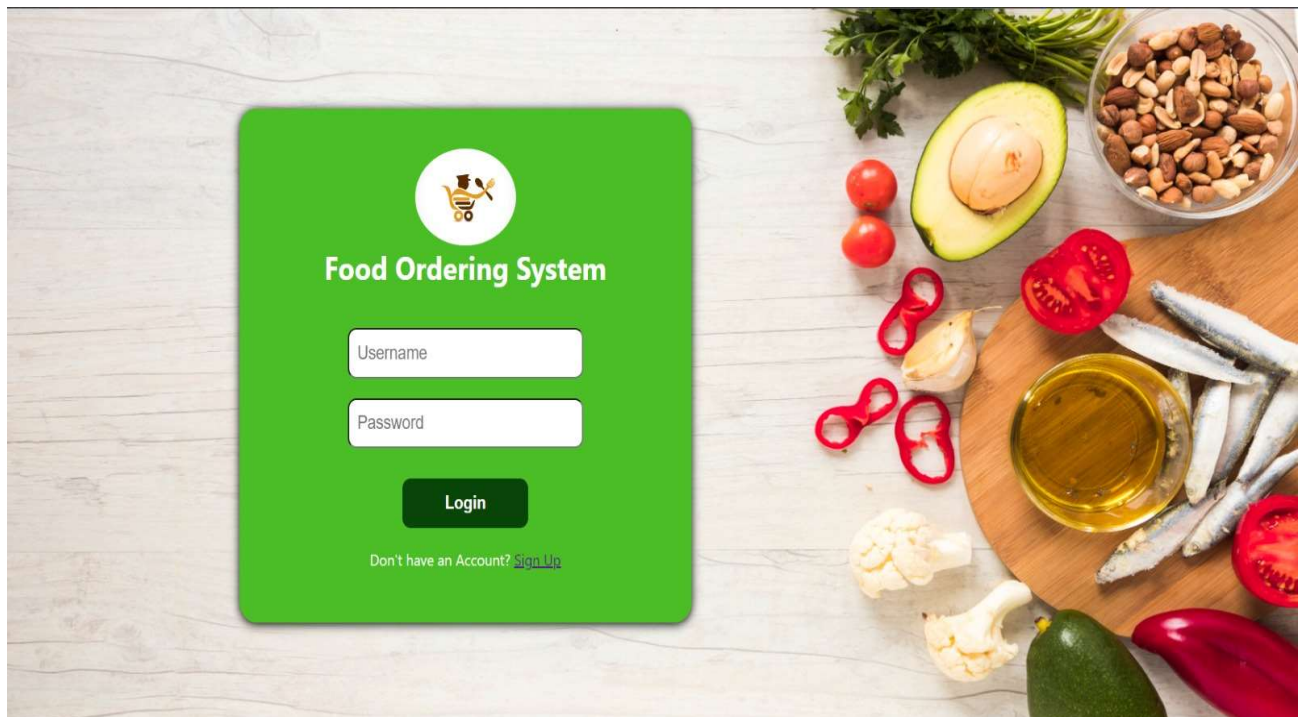 Food Ordering System
Username
Password
Login
Don't have an Account? Sign Up